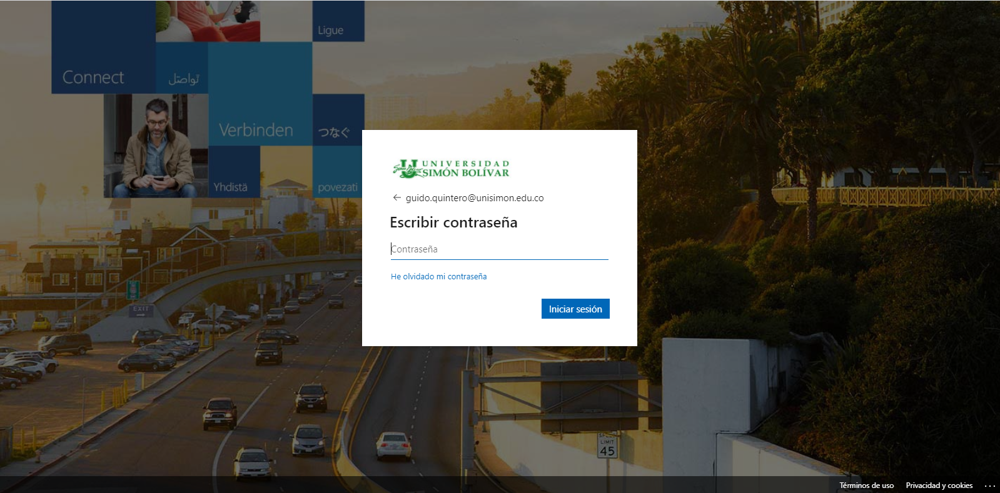 Ligue
Connect
تواصل
Verbinden
つなぐ
Yhdistä
povezati
UNIVERSIDAD
SIMÓN BOLÍVAR
guido.quintero@unisimon.edu.co
Escribir contraseña
Contraseña
He olvidado mi contraseña
Iniciar sesión
EXIT
SPEED
LIMIT
45
Términos de uso Privacidad y cookies ...